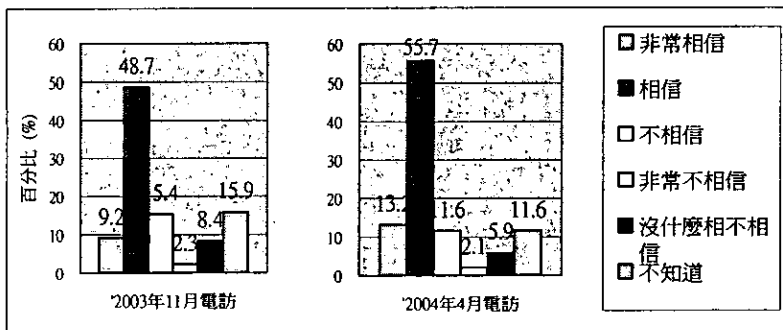 百分比 (%)
60
50
40
30
20
10
0
9.2
48.7
5.4
2.3
8.4
15.9
'2003年11月電訪
60
50
40
30
20
10
0
13.2
55.7
11.6
2.1
5.9
11.6
'2004年4月電訪
非常相信
相信
不相信
非常不相信
沒什麼相不相
信
不知道